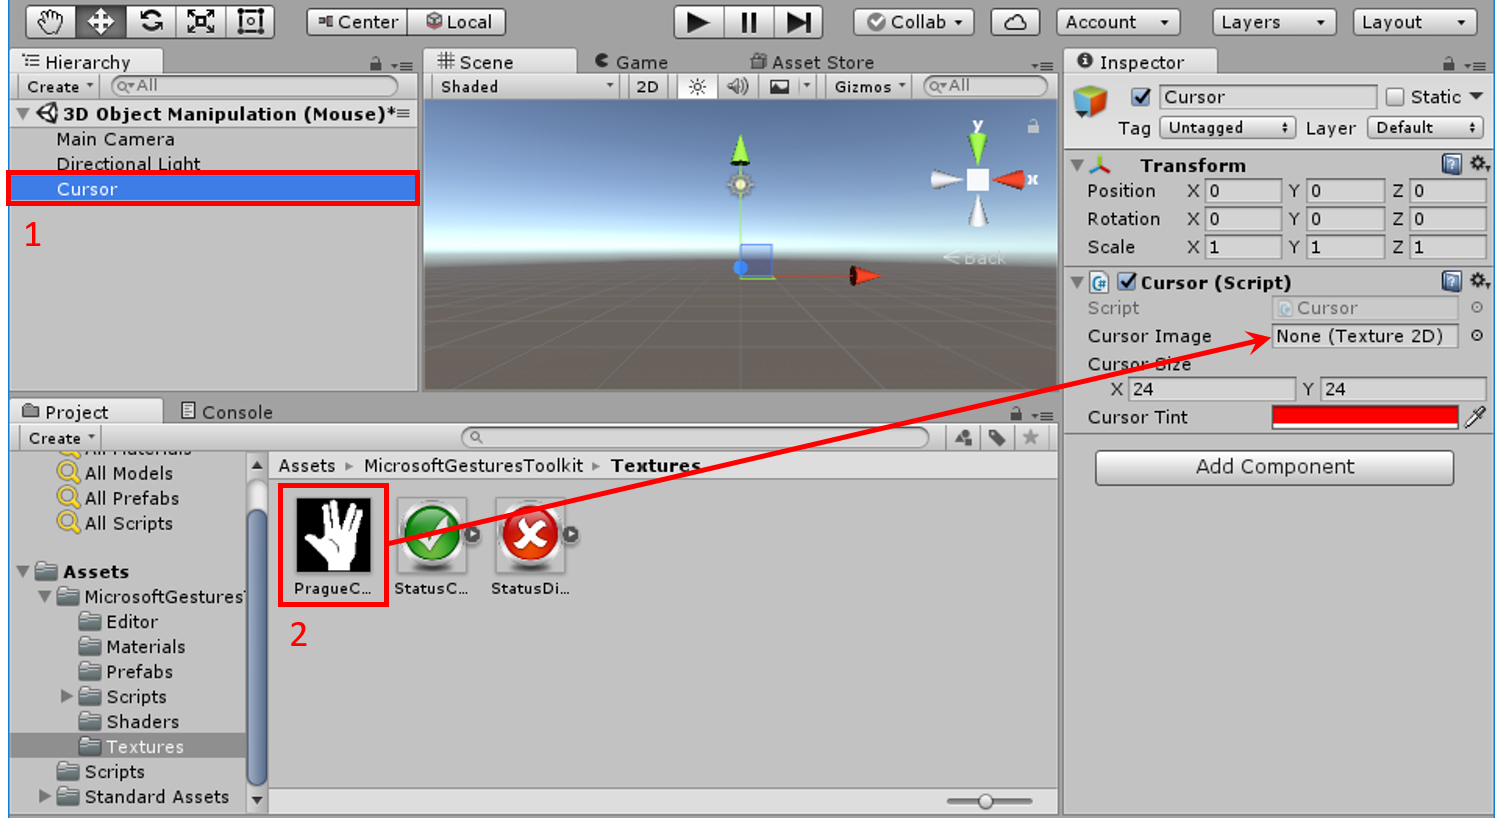 Center Local Collab Account Layers Layout
Hierarchy
Create All
3D Object Manipulation (Mouse)*
Main Camera
Directional Light
Cursor
1
Scene Game Asset Store
Shaded 2D Gizmos All
y
x
Back
Inspector
Cursor Static
Tag Untagged Layer Default
Transform
Position X 0 Y 0 Z 0
Rotation X 0 Y 0 Z 0
Scale X 1 Y 1 Z 1
Cursor (Script)
Script Cursor
Cursor Image None (Texture 2D)
Cursor Size
X 24 Y 24
Cursor Tint
Add Component
Project Console
Create
All Materials
All Models
All Prefabs
All Scripts
Assets
MicrosoftGestures
Editor
Materials
Prefabs
Scripts
Shaders
Textures
Scripts
Standard Assets
Assets MicrosoftGesturesToolkit Textures
PragueC... StatusC... StatusDi...
2